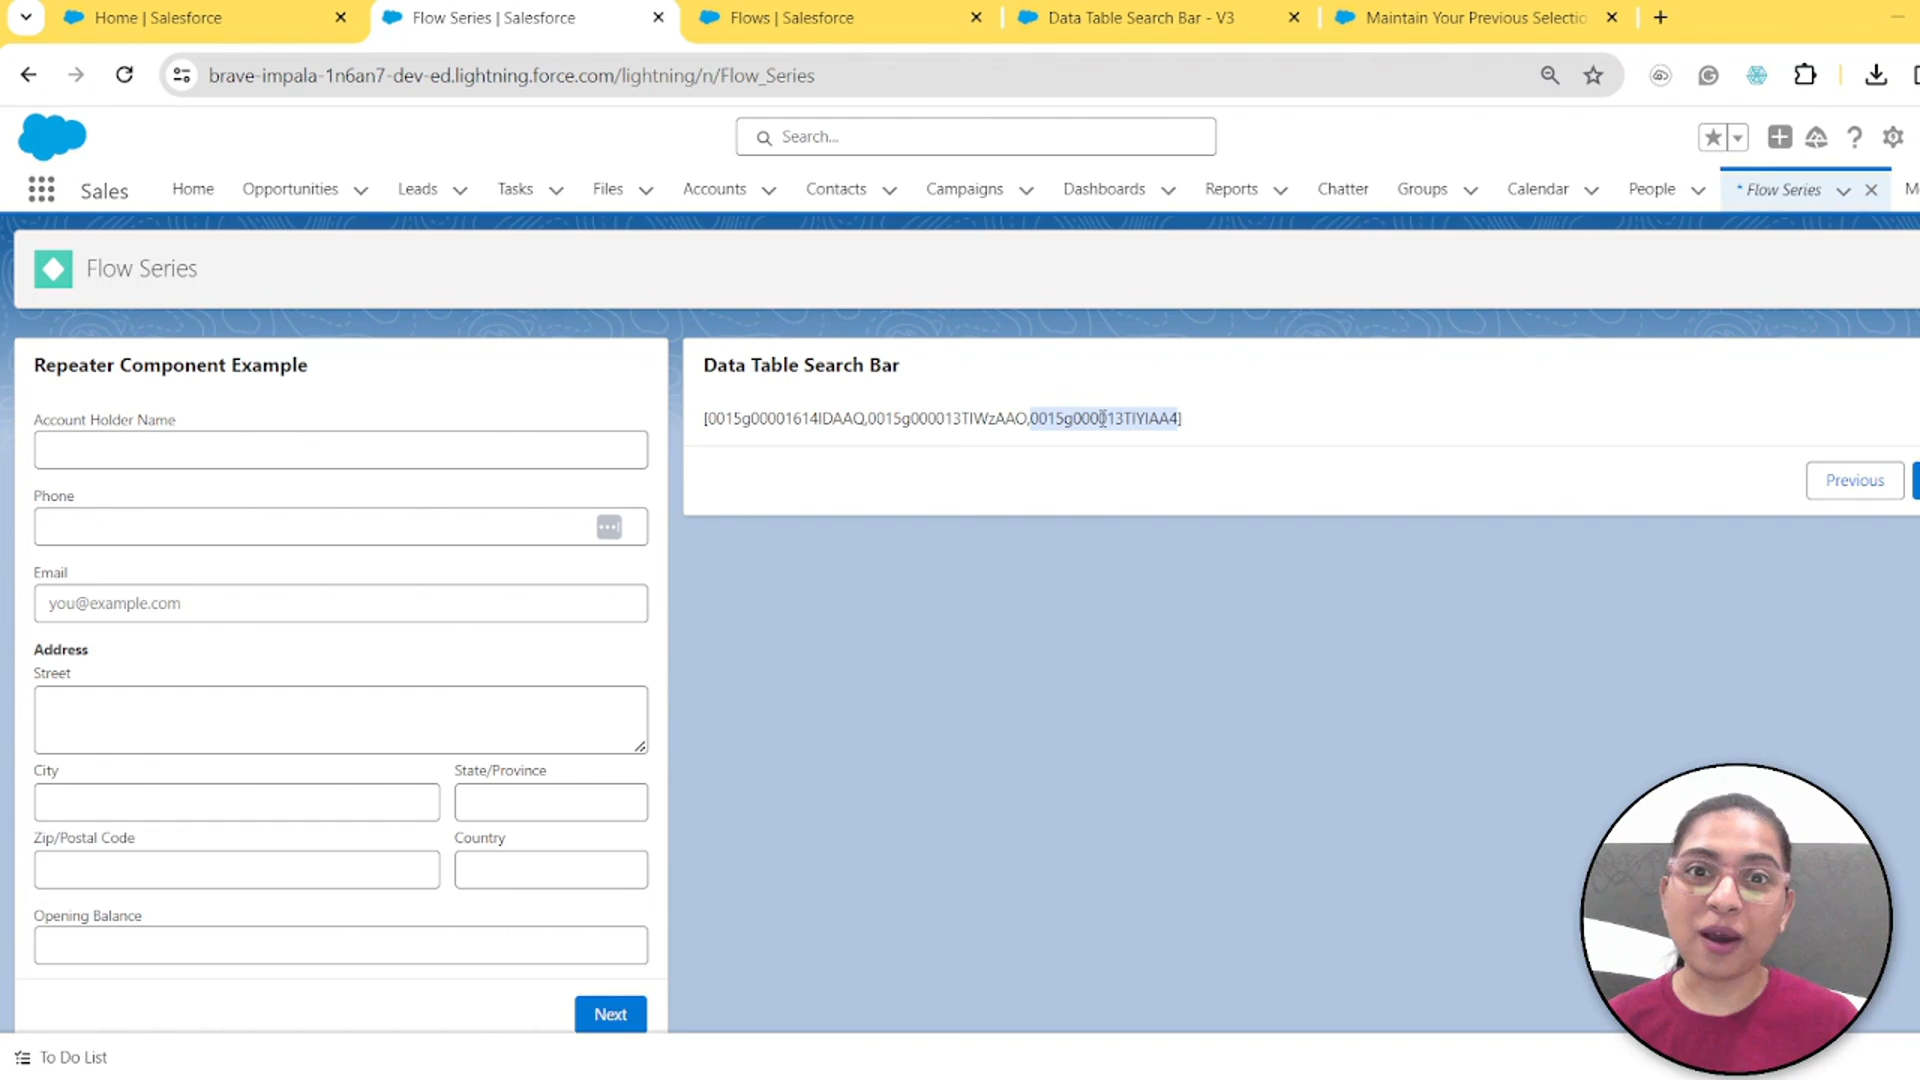 Home | Salesforce
Flow Series | Salesforce
Flows | Salesforce
Data Table Search Bar - V3
Maintain Your Previous Selectio
brave-impala-1n6an7-dev-ed.lightning.force.com/lightning/n/Flow_Series
Search...
Sales
Home
Opportunities
Leads
Tasks
Files
Accounts
Contacts
Campaigns
Dashboards
Reports
Chatter
Groups
Calendar
People
* Flow Series
Flow Series
Repeater Component Example
Account Holder Name
Phone
Email
you@example.com
Address
Street
City
State/Province
Zip/Postal Code
Country
Opening Balance
Next
Data Table Search Bar
[0015g00001614IDAAQ,0015g000013TIWzAAO,0015g000013TIYIAA4]
Previous
To Do List